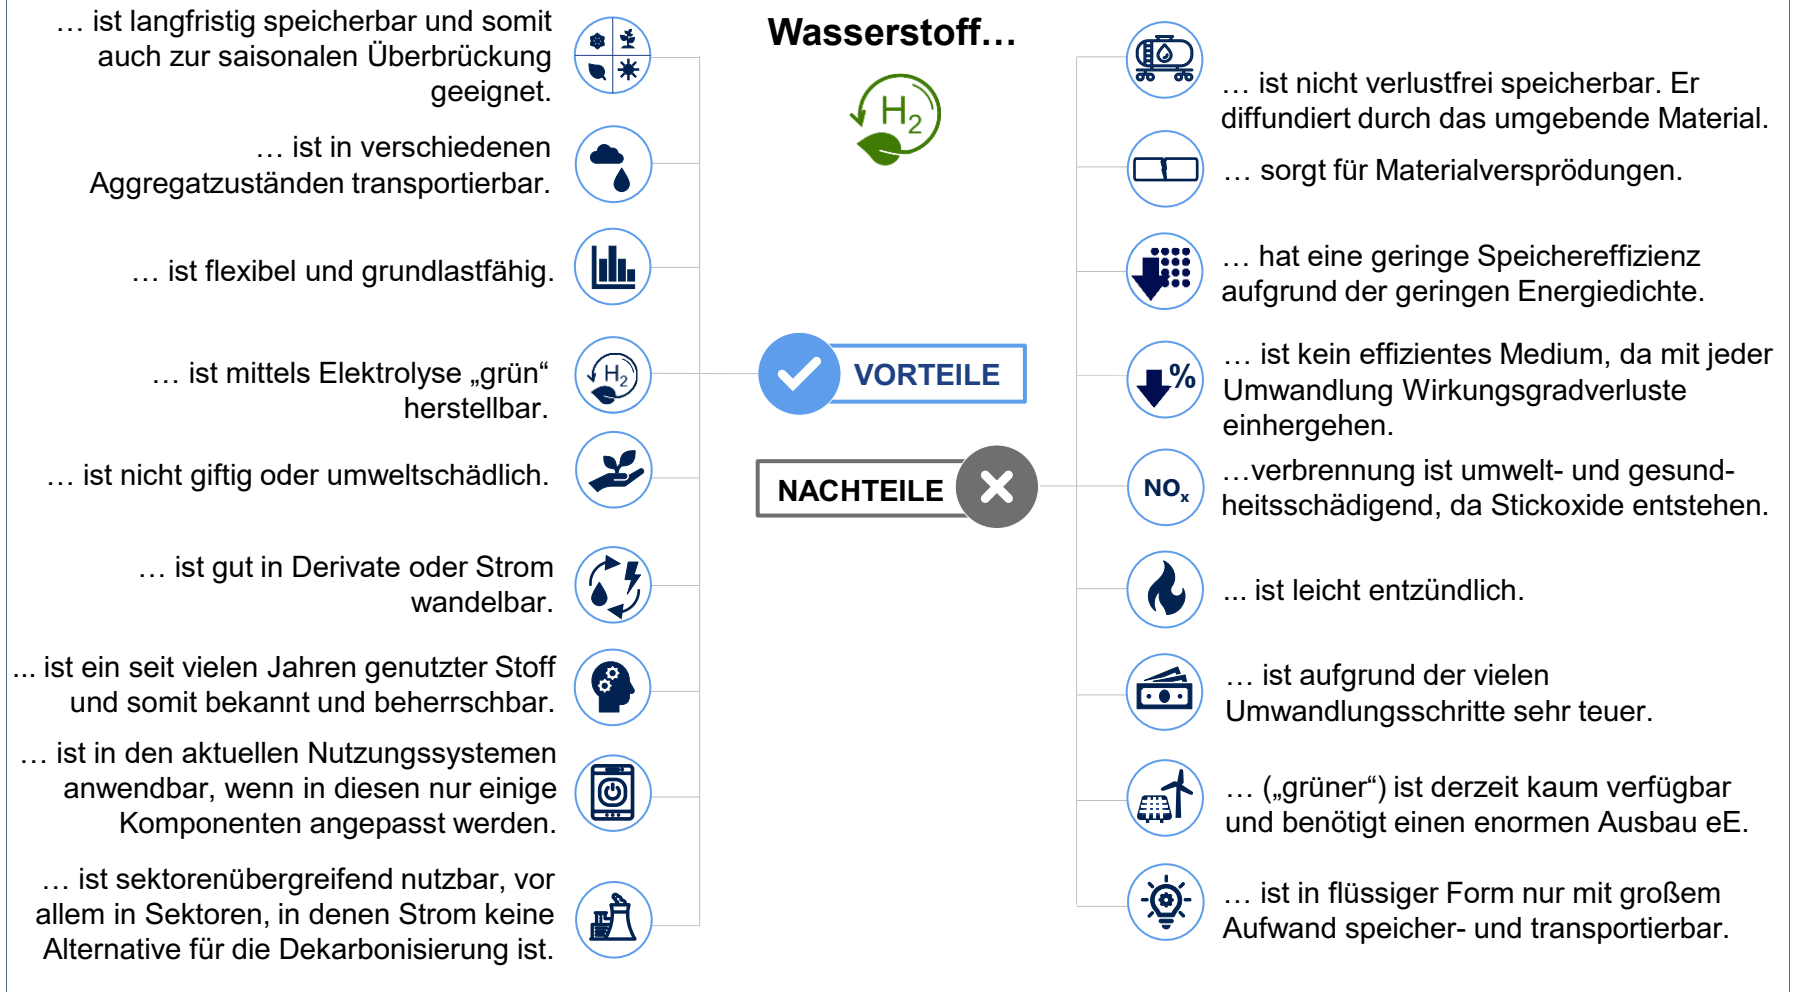 Wasserstoff…
H2
… ist langfristig speicherbar und somit
auch zur saisonalen Überbrückung
geeignet.
… ist in verschiedenen
Aggregatzuständen transportierbar.
… ist flexibel und grundlastfähig.
… ist mittels Elektrolyse „grün“
herstellbar.
H2
… ist nicht giftig oder umweltschädlich.
… ist gut in Derivate oder Strom
wandelbar.
... ist ein seit vielen Jahren genutzter Stoff
und somit bekannt und beherrschbar.
… ist in den aktuellen Nutzungssystemen
anwendbar, wenn in diesen nur einige
Komponenten angepasst werden.
… ist sektorenübergreifend nutzbar, vor
allem in Sektoren, in denen Strom keine
Alternative für die Dekarbonisierung ist.
VORTEILE
NACHTEILE
… ist nicht verlustfrei speicherbar. Er
diffundiert durch das umgebende Material.
… sorgt für Materialversprödungen.
… hat eine geringe Speichereffizienz
aufgrund der geringen Energiedichte.
%
… ist kein effizientes Medium, da mit jeder
Umwandlung Wirkungsgradverluste
einhergehen.
NOx
…verbrennung ist umwelt- und gesund-
heitsschädigend, da Stickoxide entstehen.
... ist leicht entzündlich.
… ist aufgrund der vielen
Umwandlungsschritte sehr teuer.
… („grüner“) ist derzeit kaum verfügbar
und benötigt einen enormen Ausbau eE.
… ist in flüssiger Form nur mit großem
Aufwand speicher- und transportierbar.